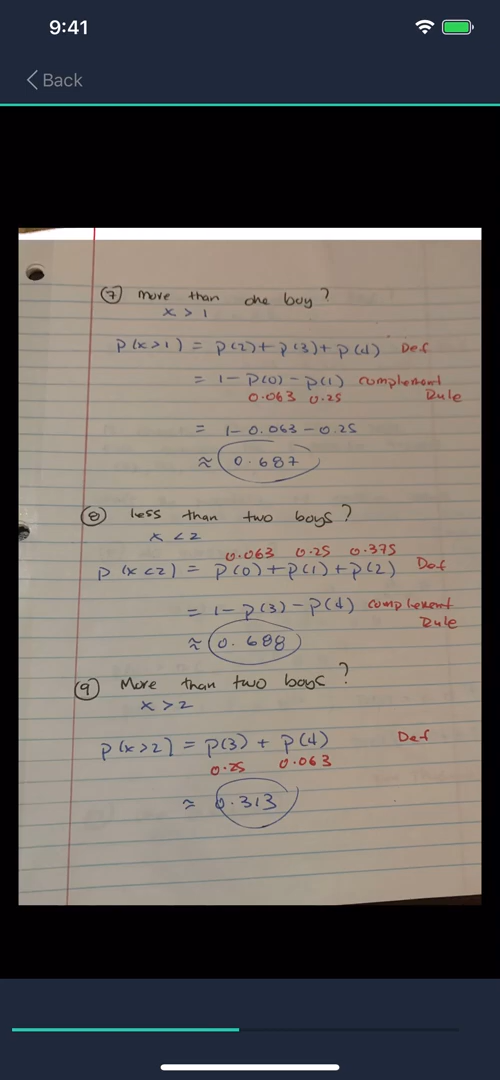 9:41
Back
7 More than one boy?
x > 1
P(x>1) = P(2)+P(3)+P(4) Def
= 1-P(0)-P(1) complement Rule
0.063 0.25
= 1-0.063-0.25
≈ 0.687
8 less than two boys?
x < 2
0.063 0.25 0.375
P(x<2) = P(0)+P(1)+P(2) Def
= 1-P(3)-P(4) complement Rule
≈ 0.688
9 More than two boys?
x > 2
P(x>2) = P(3) + P(4) Def
0.25 0.063
≈ 0.313